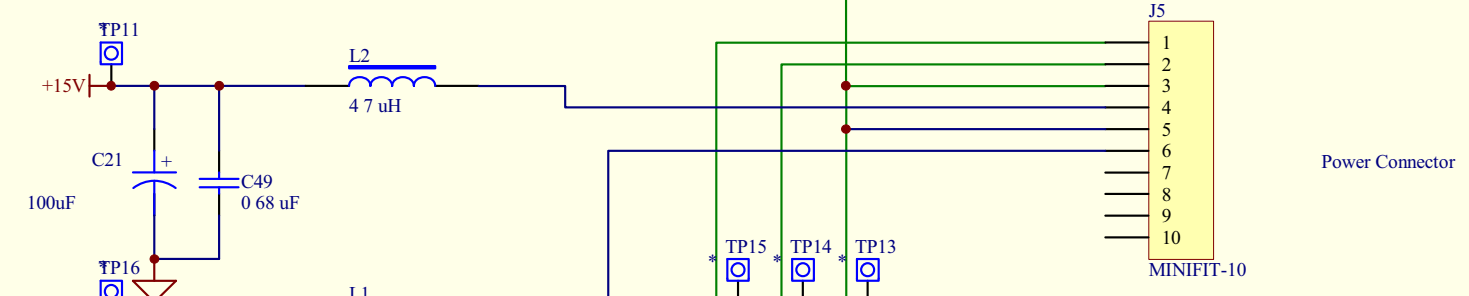 J5
*TP11
L2
1
2
+15V
3
4 7 uH
4
5
C21
+
6
Power Connector
7
C49
100uF
0 68 uF
8
9
10
TP15
TP14
TP13
*
*
*
*TP16
MINIFIT-10
L1